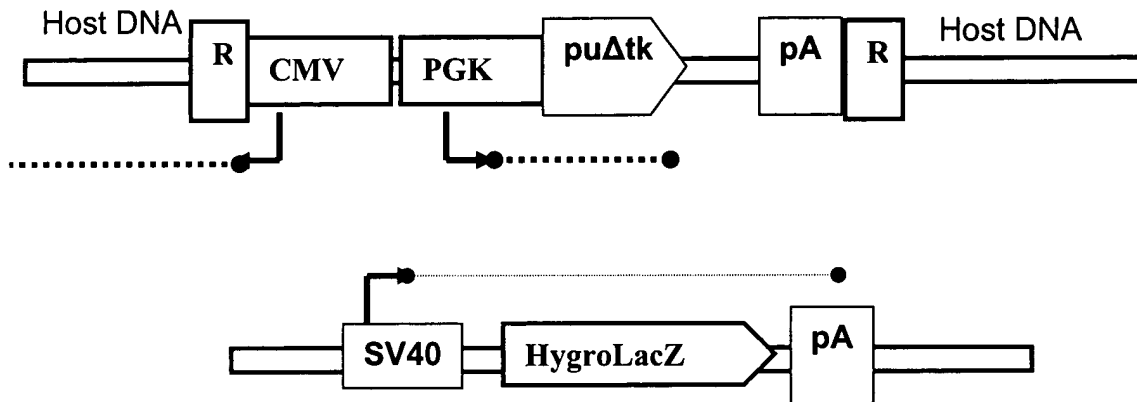 Host DNA
R
CMV
PGK
puΔtk
pA
R
Host DNA
SV40
HygroLacZ
pA